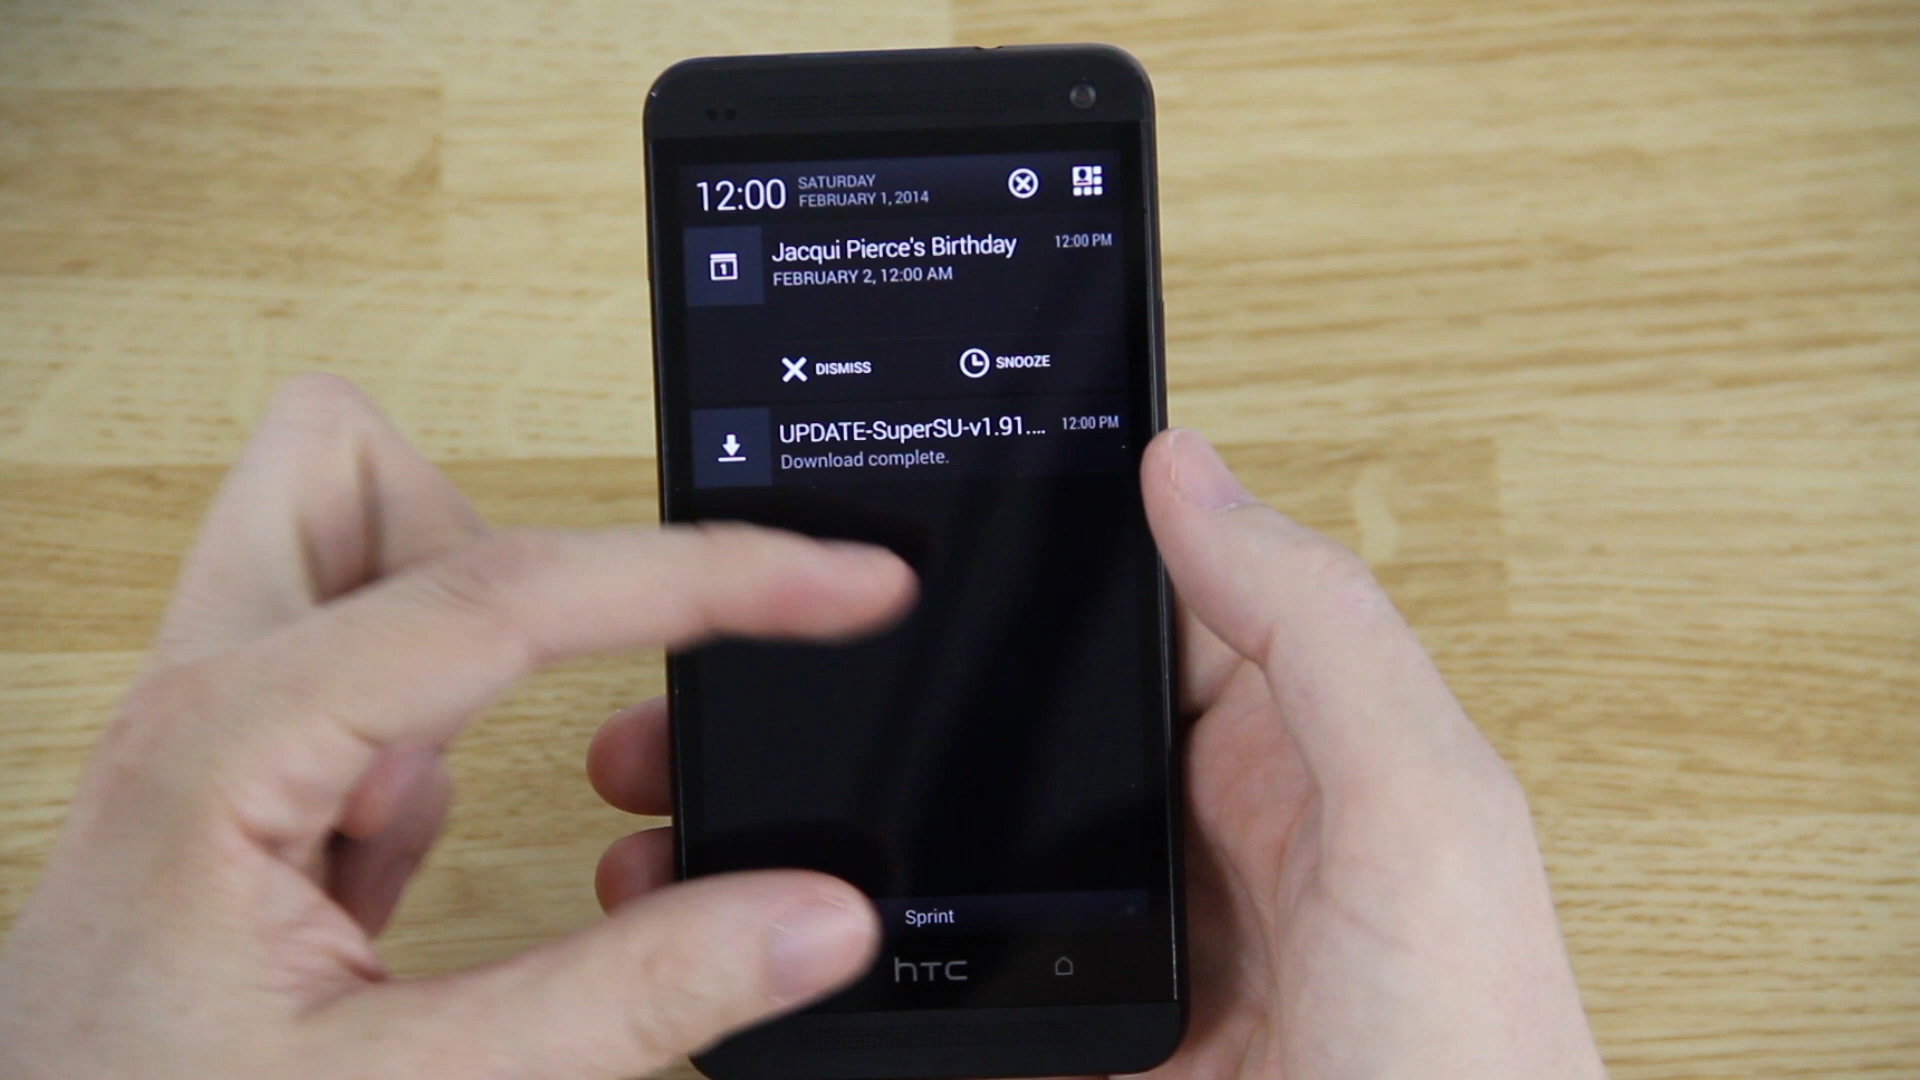 12:00
SATURDAY
FEBRUARY 1, 2014
Jacqui Pierce's Birthday
12:00 PM
FEBRUARY 2, 12:00 AM
1
DISMISS
SNOOZE
UPDATE-SuperSU-v1.91....
12:00 PM
Download complete.
Sprint
hTC